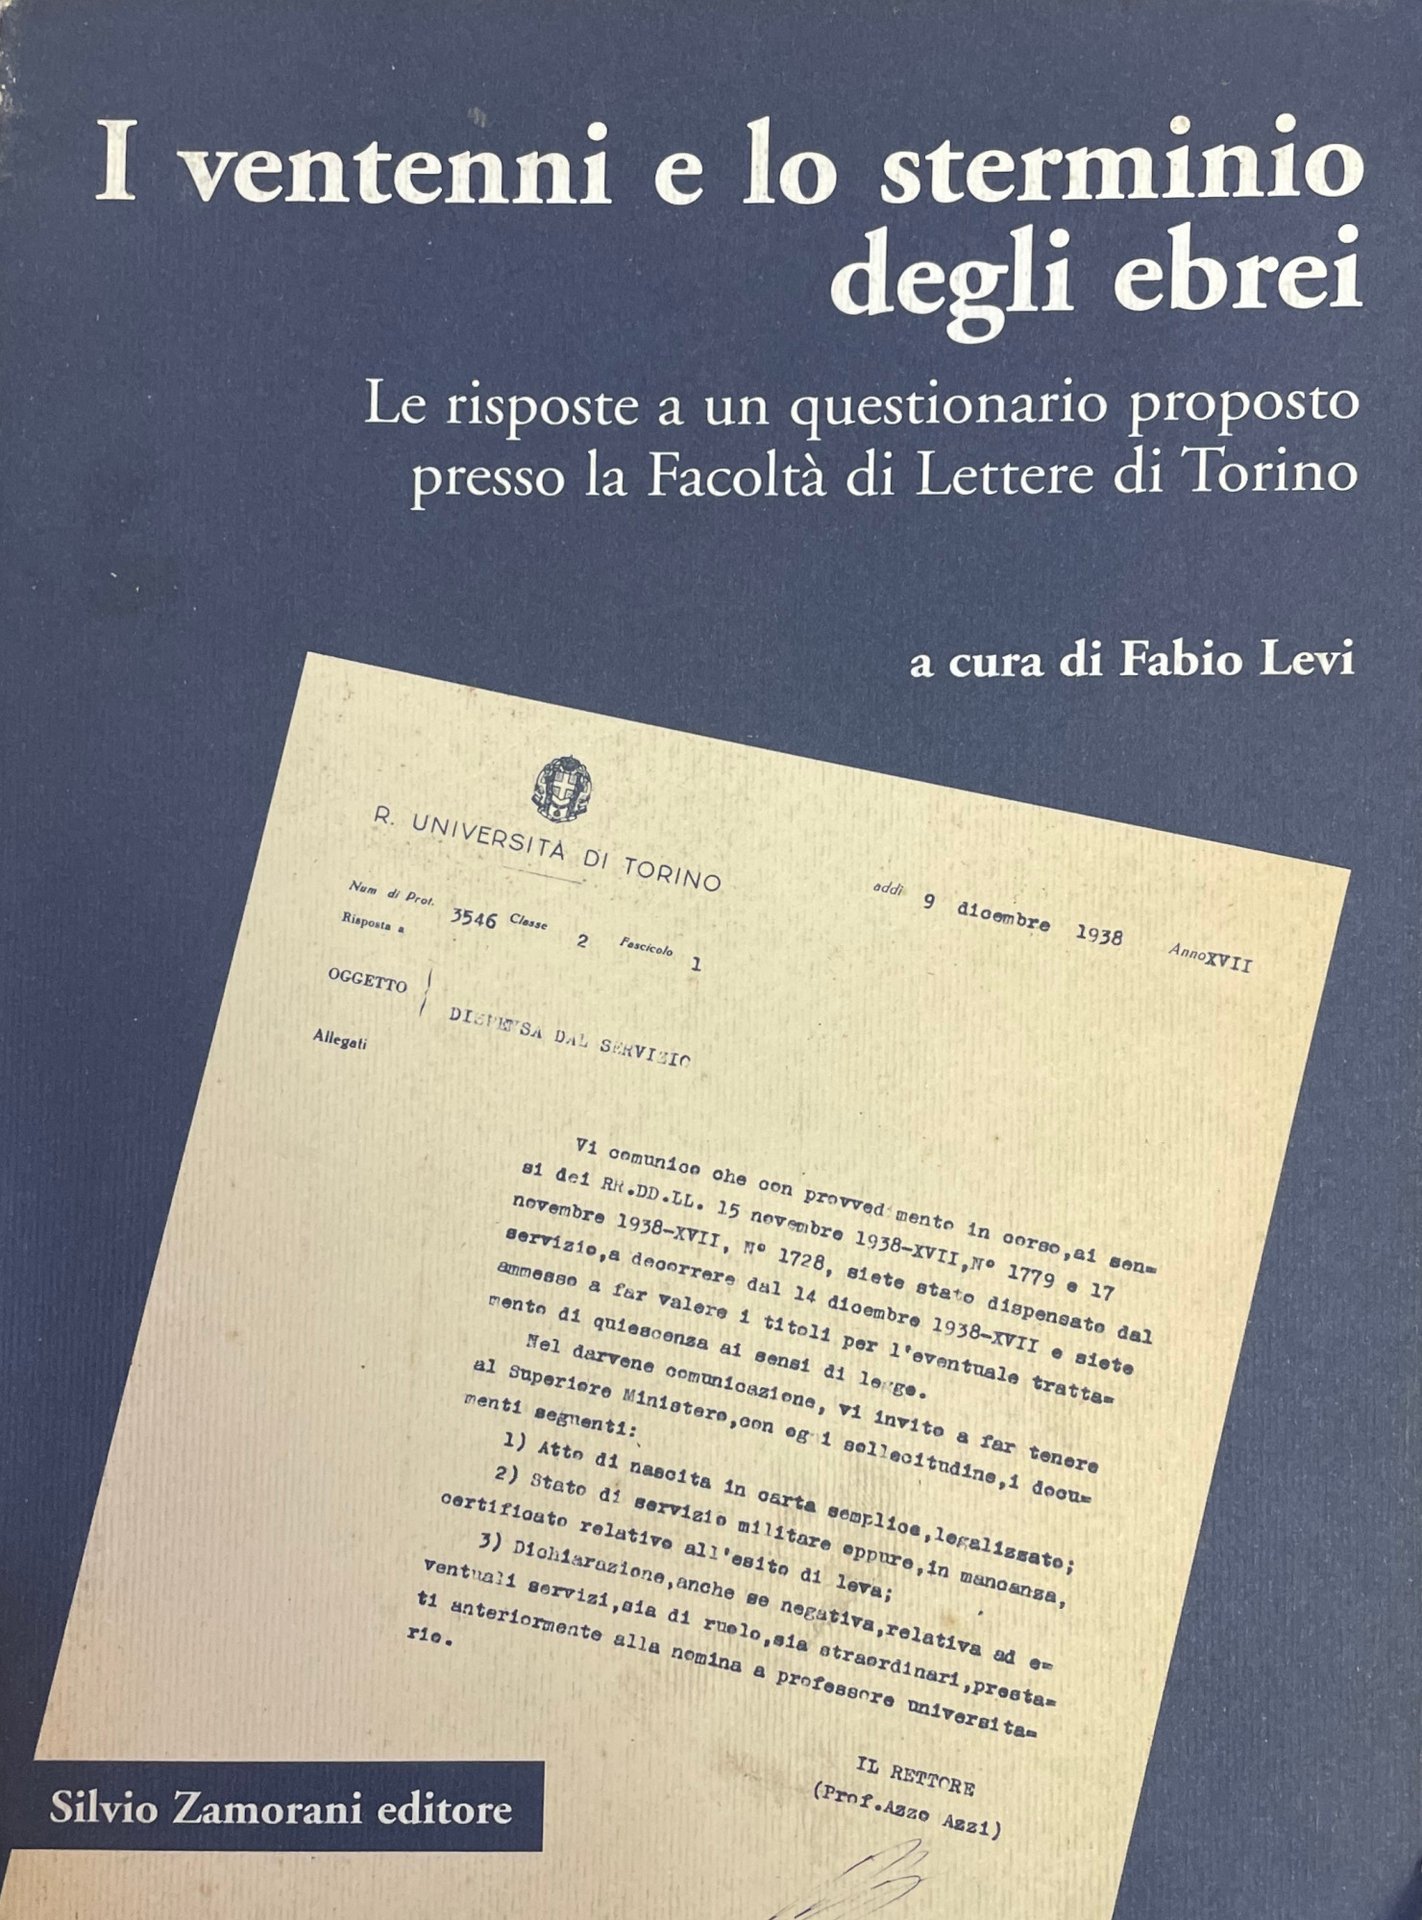 I ventenni e lo sterminio
degli ebrei
Le risposte a un questionario proposto
presso la Facoltà di Lettere di Torino
a cura di Fabio Levi
R. UNIVERSITÀ DI TORINO
addì 9 dicembre 1938 Anno XVII
Num di Prot. 3546 Classe 2 Fascicolo 1
Risposta a
OGGETTO
DISPENSA DAL SERVIZIO
Allegati
Vi comunico che con provvedimento in corso,ai sen=
si dei RR.DD.LL. 15 novembre 1938-XVII,N° 1779 e 17
novembre 1938-XVII, N° 1728, siete stato dispensato dal
servizio,a decorrere dal 14 dicembre 1938-XVII e siete
ammesso a far valere i titoli per l'eventuale tratta=
mento di quiescenza ai sensi di legge.
Nel darvene comunicazione, vi invito a far tenere
al Superiore Ministero,con ogni sollecitudine,i docu=
menti seguenti:
1) Atto di nascita in carta semplice,legalizzato;
2) Stato di servizio militare oppure,in mancanza,
certificato relativo all'esito di leva;
3) Dichiarazione,anche se negativa,relativa ad e=
ventuali servizi,sia di ruolo,sia straordinari,presta=
ti anteriormente alla nomina a professore universita=
rio.
IL RETTORE
(Prof.Azzo Azzi)
Silvio Zamorani editore